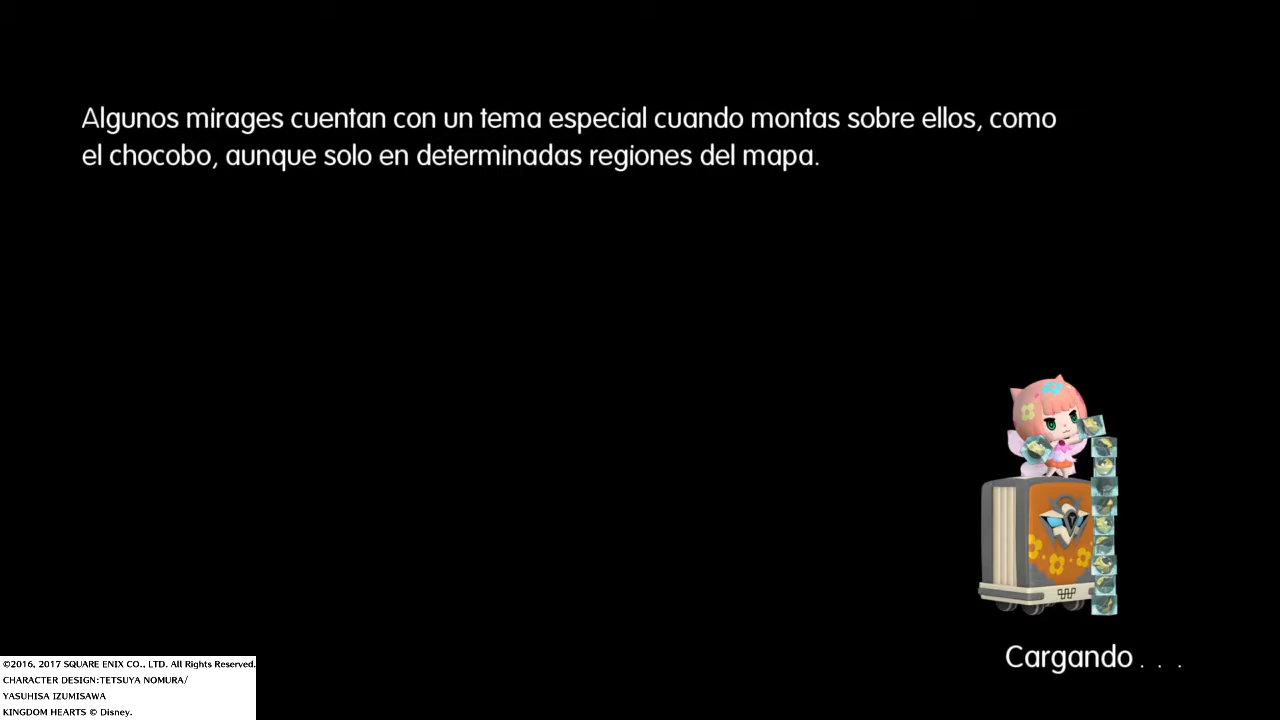 Algunos mirages cuentan con un tema especial cuando montas sobre ellos, como
el chocobo, aunque solo en determinadas regiones del mapa.
Cargando . . .
©2016, 2017 SQUARE ENIX CO., LTD. All Rights Reserved.
CHARACTER DESIGN:TETSUYA NOMURA/
YASUHISA IZUMISAWA
KINGDOM HEARTS © Disney.